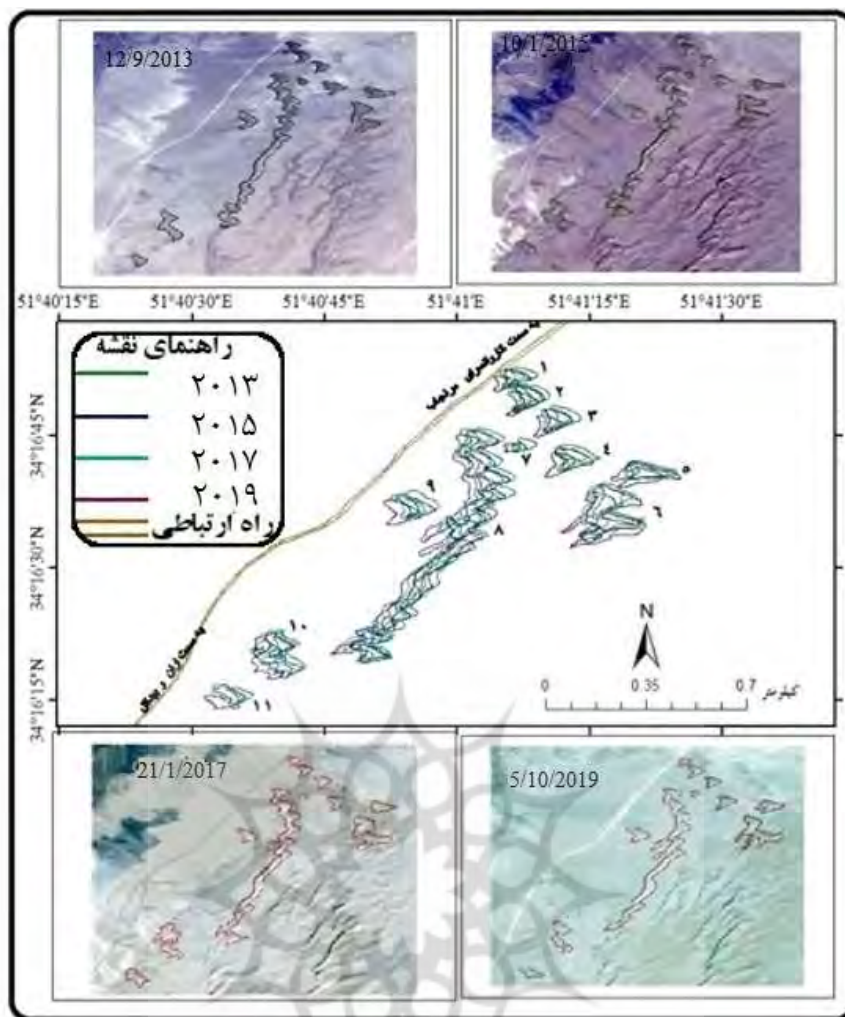 12/9/2013
10/1/2015
51°40'15"E
51°40'30"E
51°40'45"E
51°41'E
51°41'15"E
51°41'30"E
راهنمای نقشه
۲۰۱۳
۲۰۱۵
۲۰۱۷
۲۰۱۹
راه ارتباطی
34°16'45"N
34°16'30"N
34°16'15"N
۱
۲
۳
۴
۵
۶
۷
۸
۹
۱۰
۱۱
N
0
0.35
0.7
کیلومتر
21/1/2017
5/10/2019